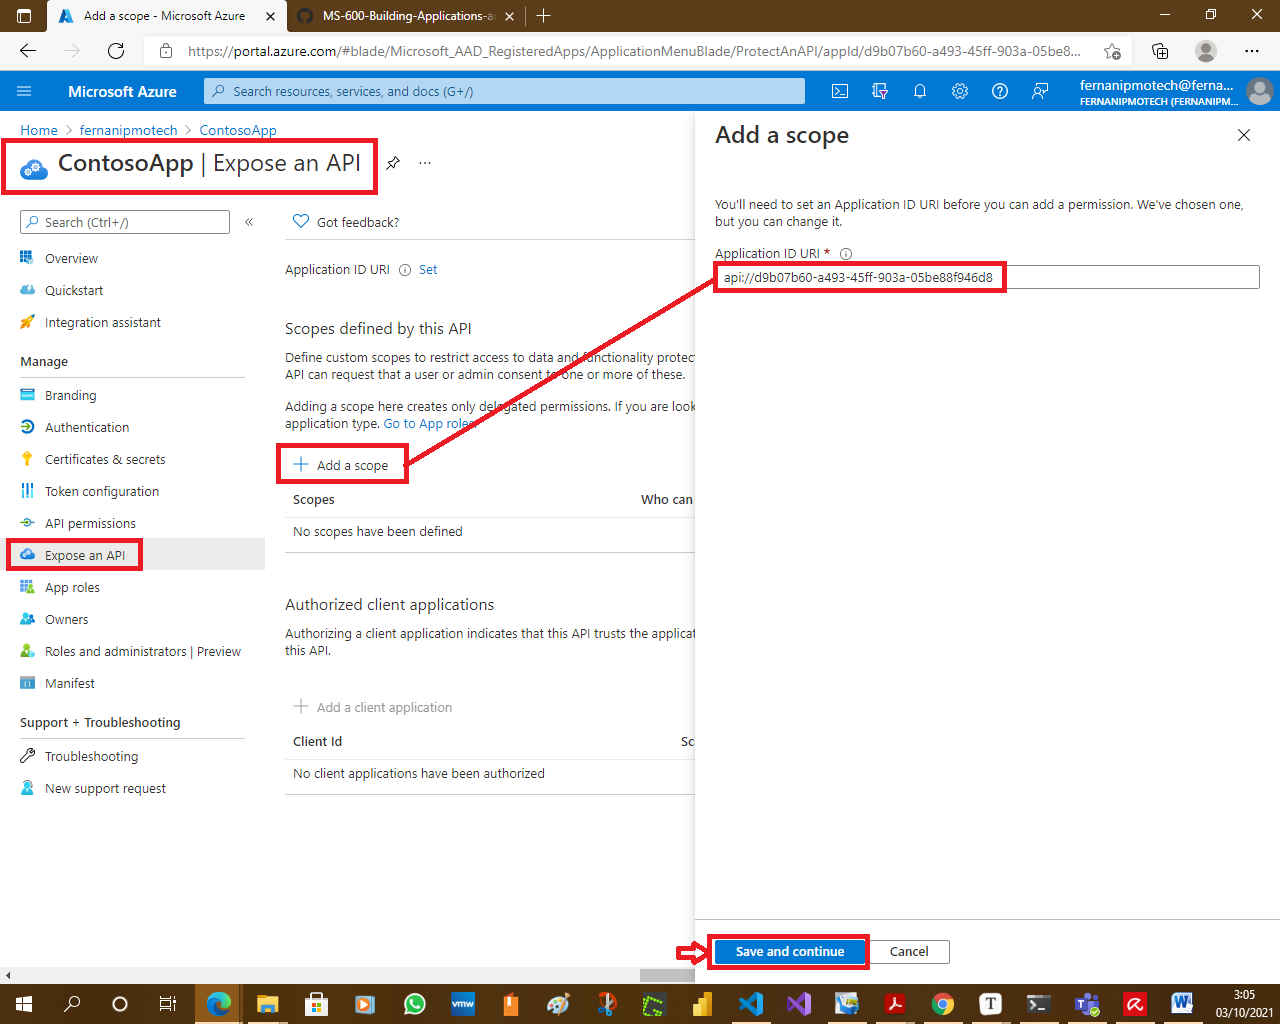 Add a scope - Microsoft Azure
MS-600-Building-Applications-a
https://portal.azure.com/#blade/Microsoft_AAD_RegisteredApps/ApplicationMenuBlade/ProtectAnAPI/appId/d9b07b60-a493-45ff-903a-05be8...
Microsoft Azure
Search resources, services, and docs (G+/)
fernanipmotech@ferna...
FERNANIPMOTECH (FERNANIPM...
Home > fernanipmotech > ContosoApp
ContosoApp | Expose an API
Search (Ctrl+/)
Overview
Quickstart
Integration assistant
Manage
Branding
Authentication
Certificates & secrets
Token configuration
API permissions
Expose an API
App roles
Owners
Roles and administrators | Preview
Manifest
Support + Troubleshooting
Troubleshooting
New support request
Got feedback?
Application ID URI Set
Scopes defined by this API
Define custom scopes to restrict access to data and functionality protec
API can request that a user or admin consent to one or more of these.
Adding a scope here creates only delegated permissions. If you are look
application type. Go to App roles.
Add a scope
Scopes Who can
No scopes have been defined
Authorized client applications
Authorizing a client application indicates that this API trusts the applicat
this API.
Add a client application
Client Id Sc
No client applications have been authorized
Add a scope
You'll need to set an Application ID URI before you can add a permission. We've chosen one,
but you can change it.
Application ID URI *
api://d9b07b60-a493-45ff-903a-05be88f946d8
Save and continue
Cancel
vmw
3:05
03/10/2021